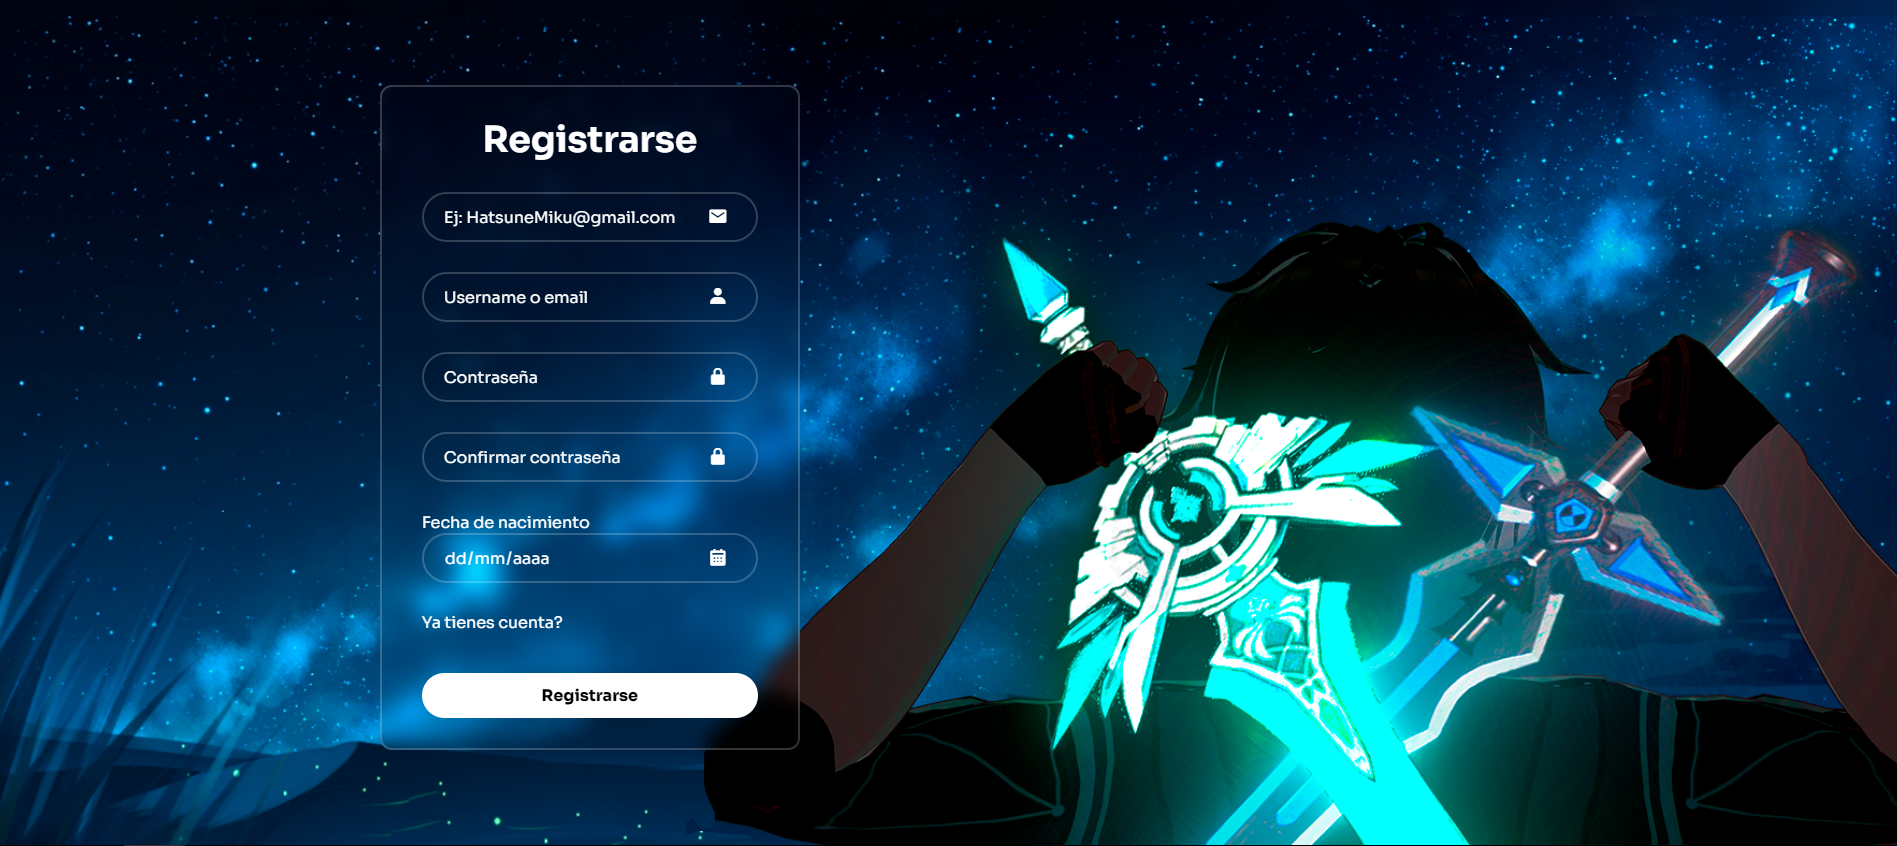 Registrarse
Ej: HatsuneMiku@gmail.com
Username o email
Contraseña
Confirmar contraseña
Fecha de nacimiento
dd/mm/aaaa
Ya tienes cuenta?
Registrarse